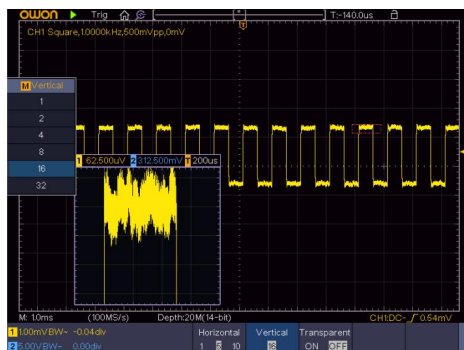 OWON Trig T:-140.0us
CH1 Square,1.0000kHz,500mVpp,0mV
M Vertical
1
2
4
8
16
32
1 62.500uV 2 312.500mV T 200us
M: 1.0ms (100MS/s) Depth:20M(14-bit) CH1:DC- 0.54mV
1 1.00mV BW~ -0.04div
2 5.00V BW~ 0.00div
Horizontal Vertical Transparent
1 5 10 16 ON OFF